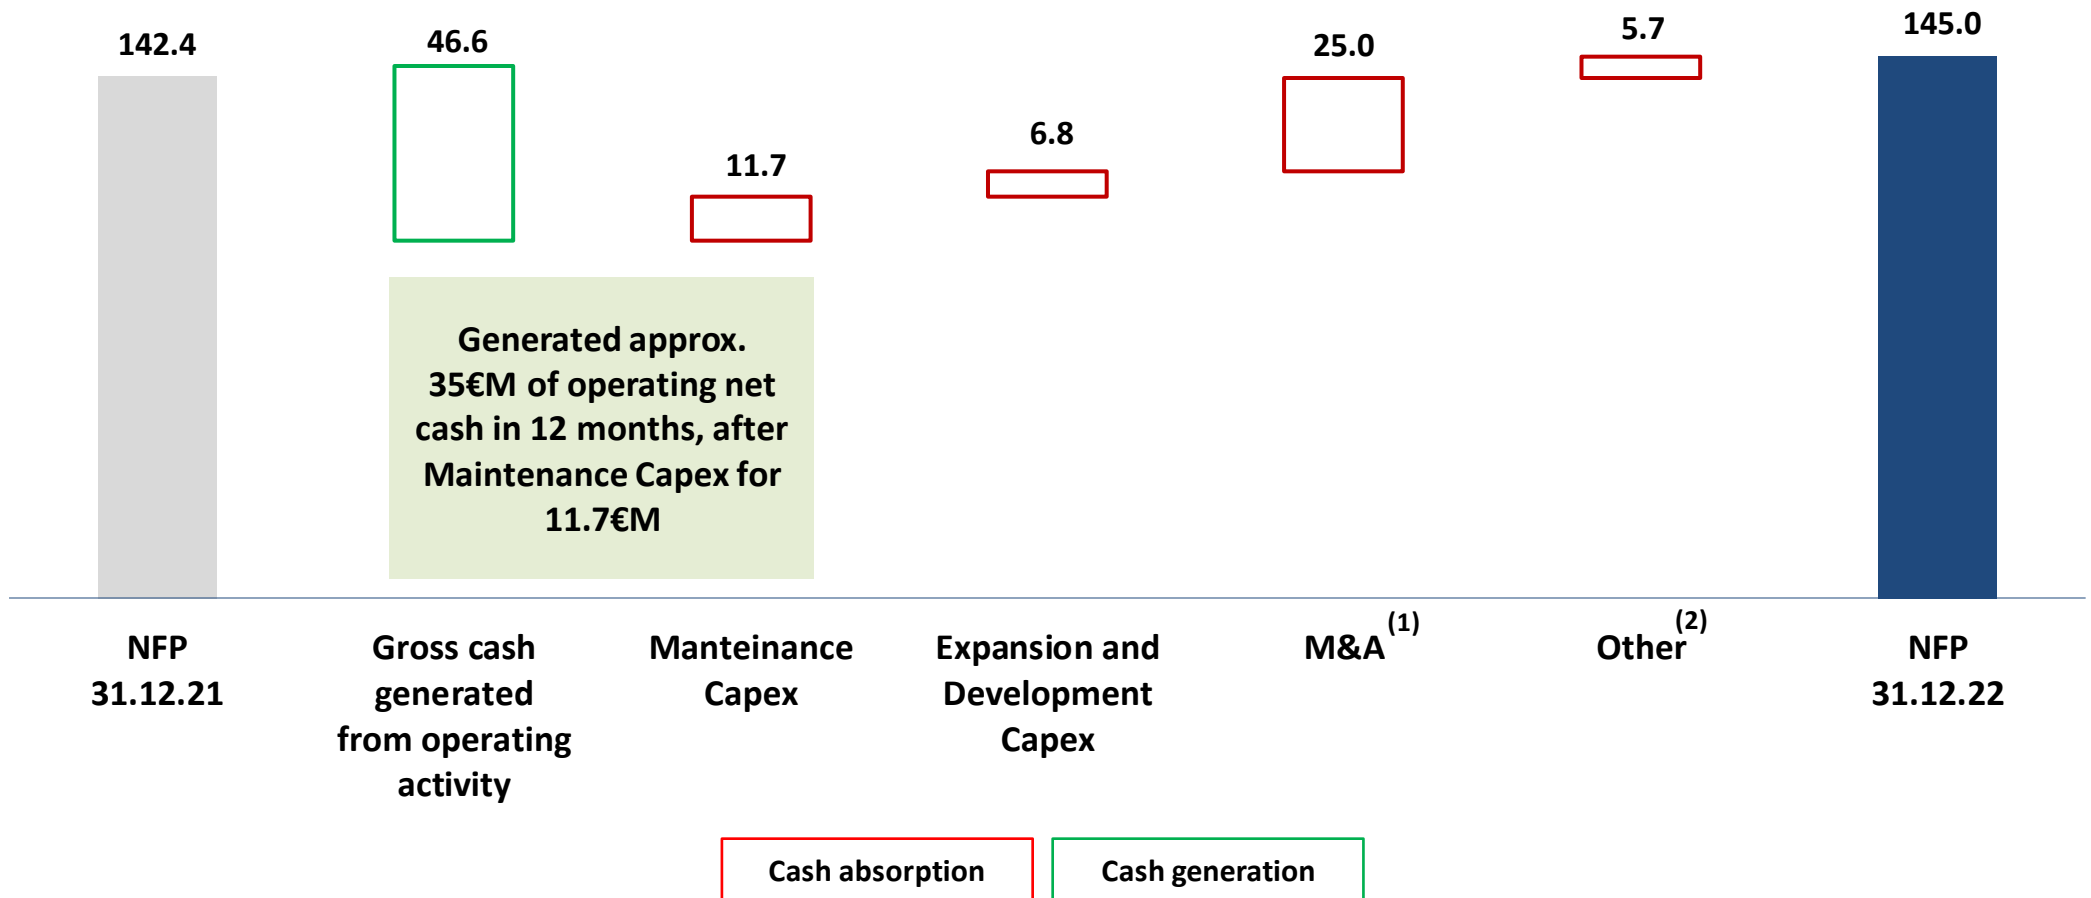 142.4
46.6
11.7
6.8
25.0
5.7
145.0
Generated approx.
35€M of operating net
cash in 12 months, after
Maintenance Capex for
11.7€M
NFP
31.12.21
Gross cash
generated
from operating
activity
Manteinance
Capex
Expansion and
Development
Capex
M&A(1)
Other(2)
NFP
31.12.22
Cash absorption
Cash generation